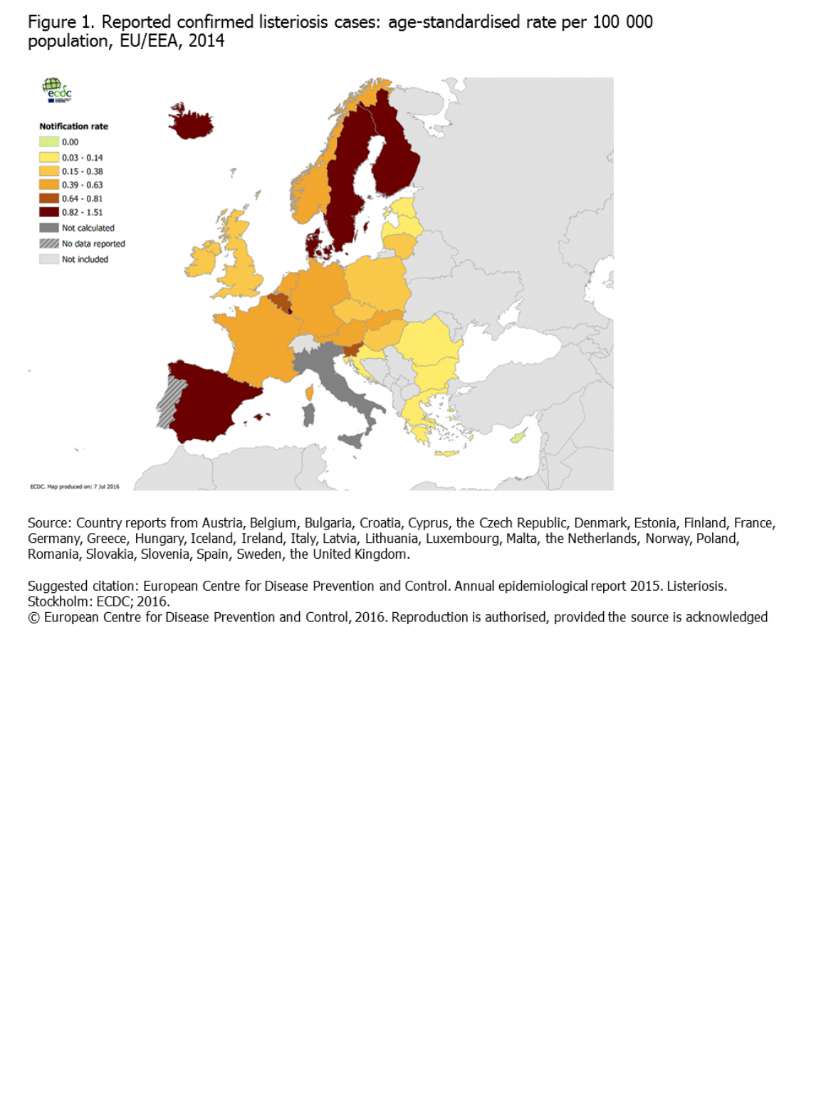 Figure 1. Reported confirmed listeriosis cases: age-standardised rate per 100 000
population, EU/EEA, 2014
ecdc
Notification rate
0.00
0.03 - 0.14
0.15 - 0.38
0.39 - 0.63
0.64 - 0.81
0.82 - 1.51
Not calculated
No data reported
Not included
ECDC. Map produced on: 7 Jul 2016
Source: Country reports from Austria, Belgium, Bulgaria, Croatia, Cyprus, the Czech Republic, Denmark, Estonia, Finland, France,
Germany, Greece, Hungary, Iceland, Ireland, Italy, Latvia, Lithuania, Luxembourg, Malta, the Netherlands, Norway, Poland,
Romania, Slovakia, Slovenia, Spain, Sweden, the United Kingdom.
Suggested citation: European Centre for Disease Prevention and Control. Annual epidemiological report 2015. Listeriosis.
Stockholm: ECDC; 2016.
© European Centre for Disease Prevention and Control, 2016. Reproduction is authorised, provided the source is acknowledged